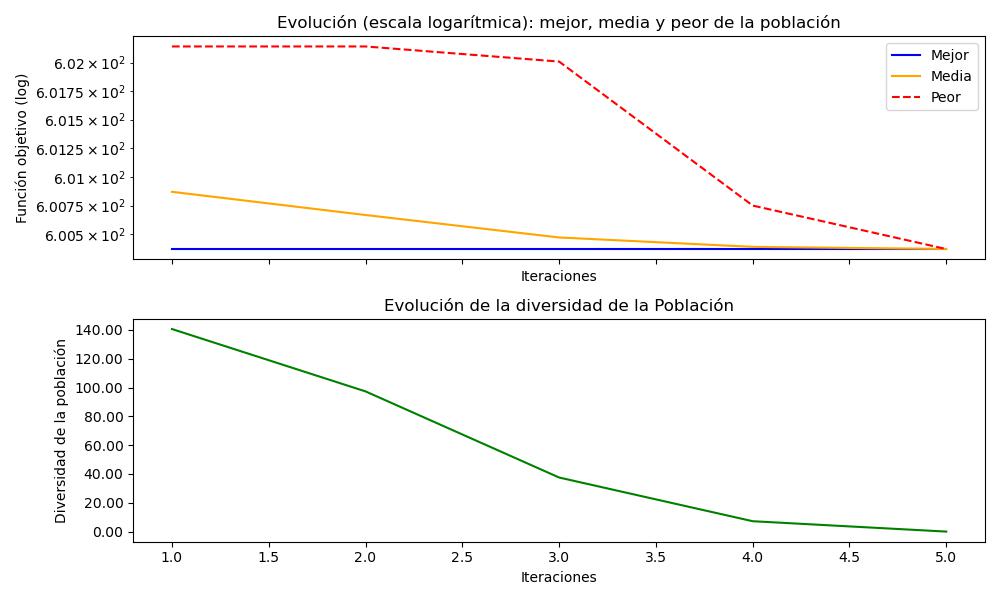 Evolución (escala logarítmica): mejor, media y peor de la población
Función objetivo (log)
6.02 × 10²
6.0175 × 10²
6.015 × 10²
6.0125 × 10²
6.01 × 10²
6.0075 × 10²
6.005 × 10²
Mejor
Media
Peor
Iteraciones
Evolución de la diversidad de la Población
Diversidad de la población
140.00
120.00
100.00
80.00
60.00
40.00
20.00
0.00
1.0 1.5 2.0 2.5 3.0 3.5 4.0 4.5 5.0
Iteraciones